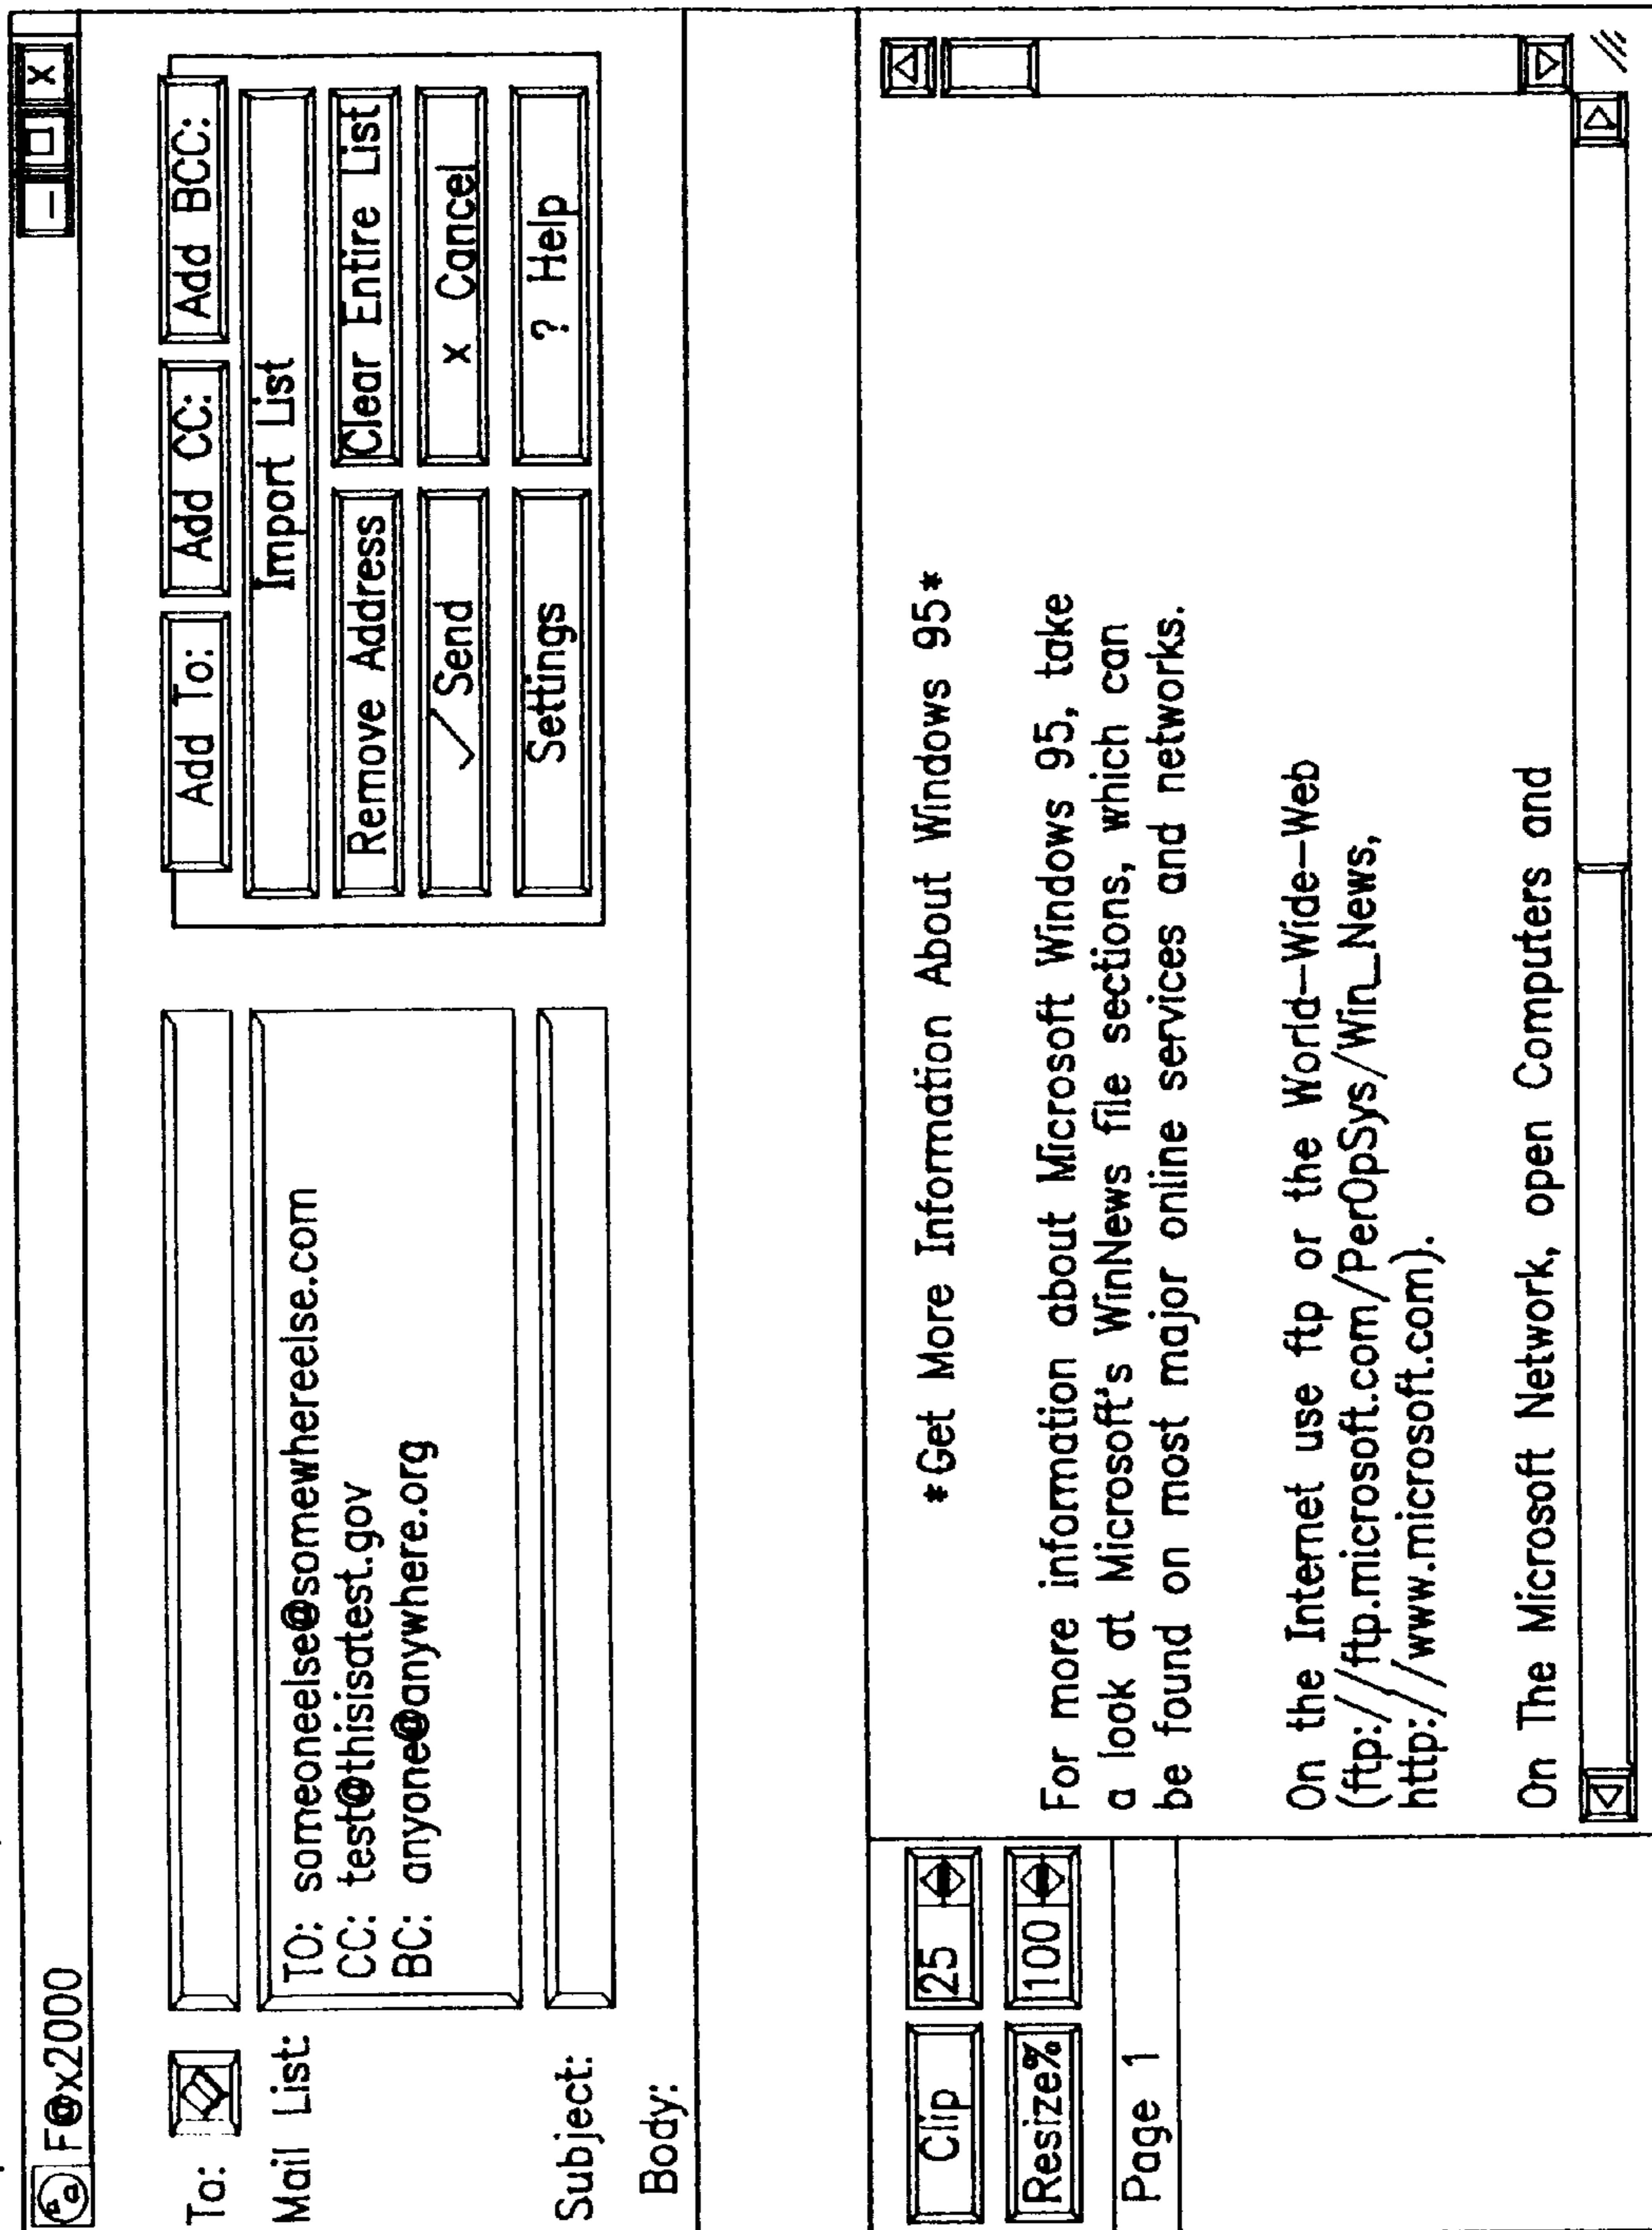 F@x2000
- □ x
To:
Add To: Add CC: Add BCC:
Mail List:
TO: someoneelse@somewhereelse.com
CC: test@thisisatest.gov
BC: anyone@anywhere.org
Import List
Remove Address Clear Entire List
✓ Send x Cancel
Subject:
Settings ? Help
Body:
Clip 25
Resize% 100
Page 1
*Get More Information About Windows 95*
For more information about Microsoft Windows 95, take
a look at Microsoft's WinNews file sections, which can
be found on most major online services and networks.
On the Internet use ftp or the World-Wide-Web
(ftp://ftp.microsoft.com/PerOpSys/Win_News,
http://www.microsoft.com).
On The Microsoft Network, open Computers and